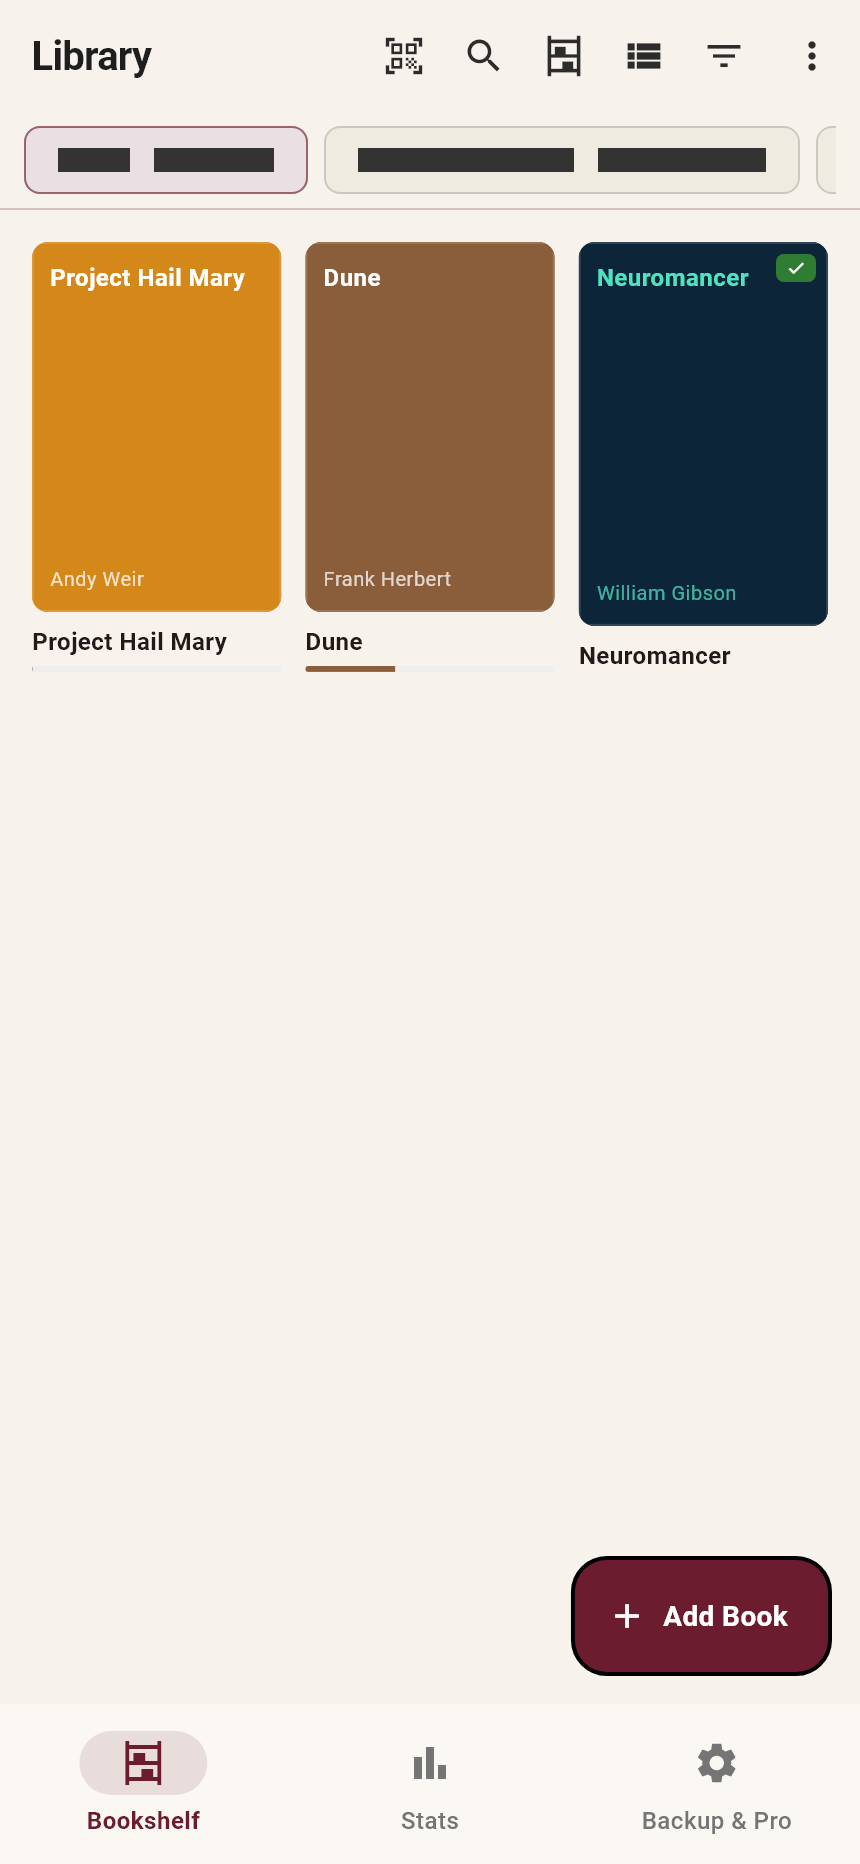 Library
Project Hail Mary
Dune
Neuromancer
Andy Weir
Frank Herbert
William Gibson
Project Hail Mary
Dune
Neuromancer
Add Book
Bookshelf
Stats
Backup & Pro